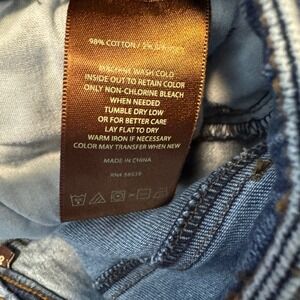 98% COTTON / 2% SPANDEX
MACHINE WASH COLD
INSIDE OUT TO RETAIN COLOR
ONLY NON-CHLORINE BLEACH
WHEN NEEDED
TUMBLE DRY LOW
OR FOR BETTER CARE
LAY FLAT TO DRY
WARM IRON IF NECESSARY
COLOR MAY TRANSFER WHEN NEW
MADE IN CHINA
RN#